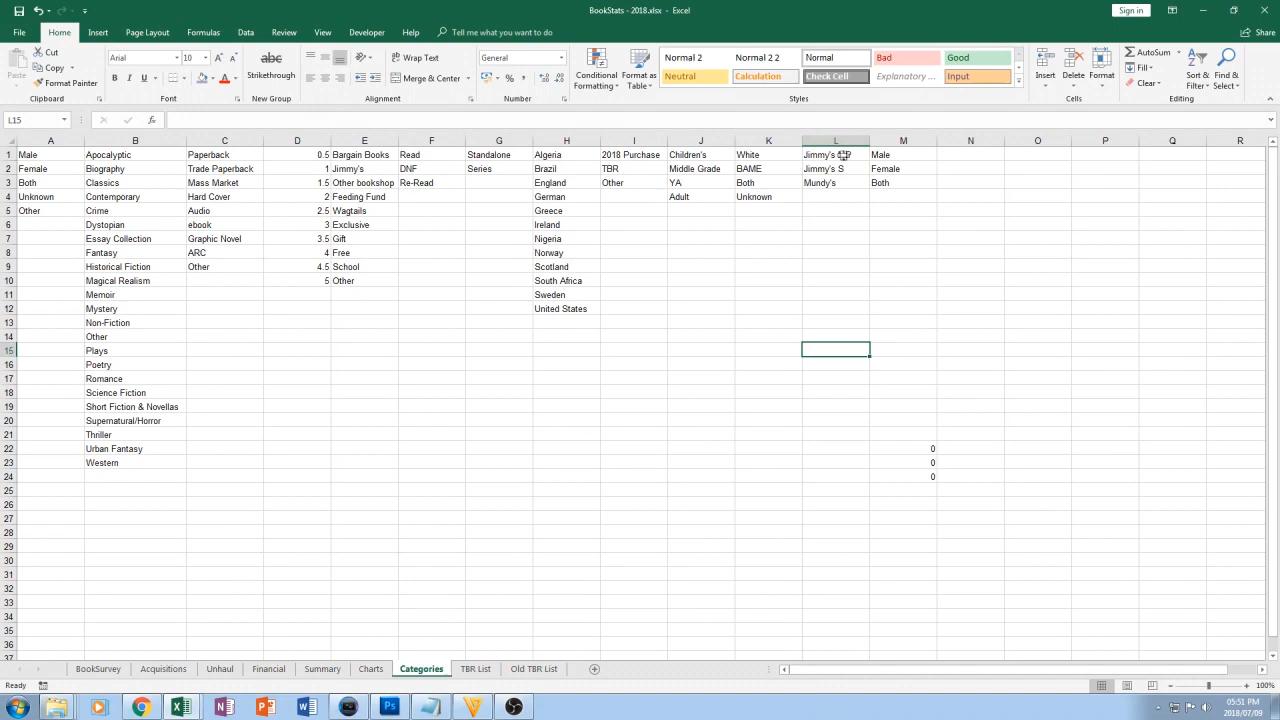 BookStats - 2018.xlsx - Excel
Sign in
File Home Insert Page Layout Formulas Data Review View Developer Help Tell me what you want to do Share
Paste
Cut
Copy
Format Painter
Clipboard
Arial 10
B I U
Font
abc
Strikethrough
New Group
Wrap Text
Merge & Center
Alignment
General
Number
Conditional Formatting
Format as Table
Normal 2 Normal 2 2 Normal Bad Good
Neutral Calculation Check Cell Explanatory ... Input
Styles
Insert Delete Format
Cells
AutoSum
Fill
Clear
Sort & Filter
Find & Select
Editing
L15 fx
A B C D E F G H I J K L M N O P Q R
1 Male Apocalyptic Paperback 0.5 Bargain Books Read Standalone Algeria 2018 Purchase Children's White Jimmy's Male
2 Female Biography Trade Paperback 1 Jimmy's DNF Series Brazil TBR Middle Grade BAME Jimmy's S Female
3 Both Classics Mass Market 1.5 Other bookshop Re-Read England Other YA Both Mundy's Both
4 Unknown Contemporary Hard Cover 2 Feeding Fund German Adult Unknown
5 Other Crime Audio 2.5 Wagtails Greece
6 Dystopian ebook 3 Exclusive Ireland
7 Essay Collection Graphic Novel 3.5 Gift Nigeria
8 Fantasy ARC 4 Free Norway
9 Historical Fiction Other 4.5 School Scotland
10 Magical Realism 5 Other South Africa
11 Memoir Sweden
12 Mystery United States
13 Non-Fiction
14 Other
15 Plays
16 Poetry
17 Romance
18 Science Fiction
19 Short Fiction & Novellas
20 Supernatural/Horror
21 Thriller
22 Urban Fantasy 0
23 Western 0
24 0
25
26
27
28
29
30
31
32
33
34
35
36
37
BookSurvey Acquisitions Unhaul Financial Summary Charts Categories TBR List Old TBR List
Ready 100%
05:51 PM
2018/07/09